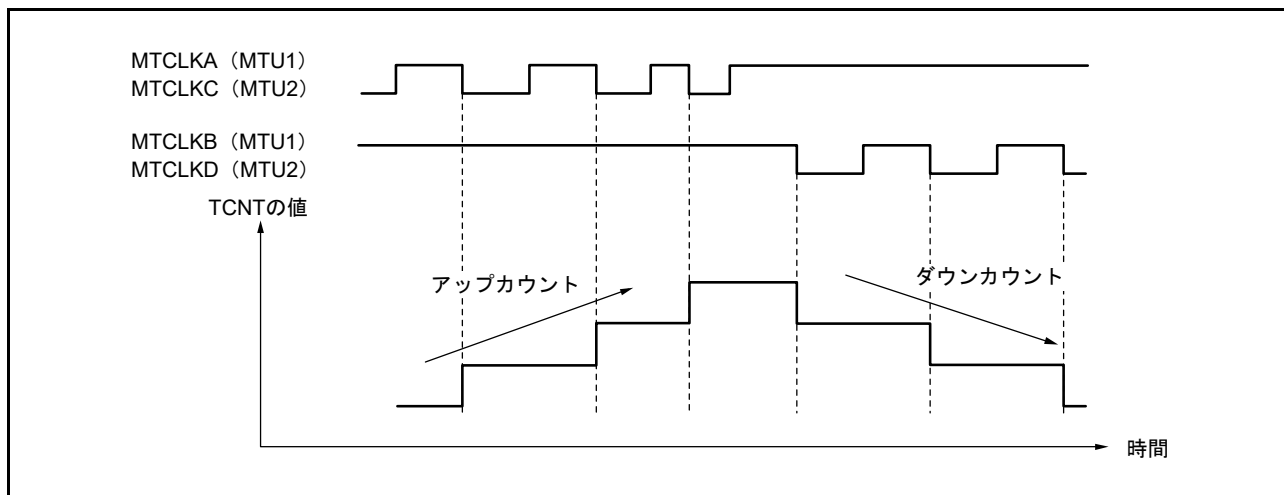 MTCLKA（MTU1）
MTCLKC（MTU2）
MTCLKB（MTU1）
MTCLKD（MTU2）
TCNTの値
アップカウント
ダウンカウント
時間